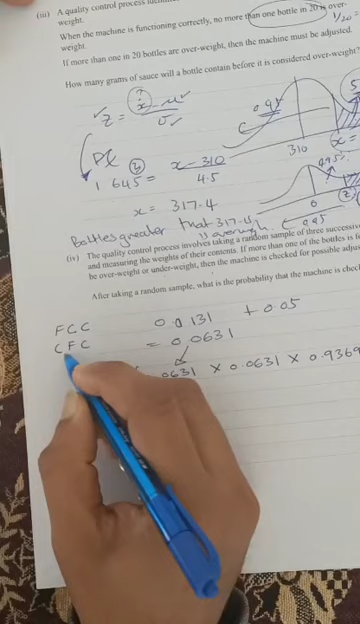 (iii) A quality control process
weight.
When the machine is functioning correctly, no more than one bottle in 20 is over-
weight.
1/20 =
If more than one in 20 bottles are over-weight, then the machine must be adjusted.
How many grams of sauce will a bottle contain before it is considered overweight?
z =
0.95
310
x =
1.645 = x - 310
4.5
x = 317.4
0
0.95
Bottles greater than 317.4
is overweight
(iv) The quality control process involves taking a random sample of three successive
and measuring the weights of their contents. If more than one of the bottles is
be over-weight or under-weight, then the machine is checked for possible
After taking a random sample, what is the probability that the machine is
FCC
0.0131 + 0.05
CFC
= 0.0631
.0631 x 0.0631 x 0.9369